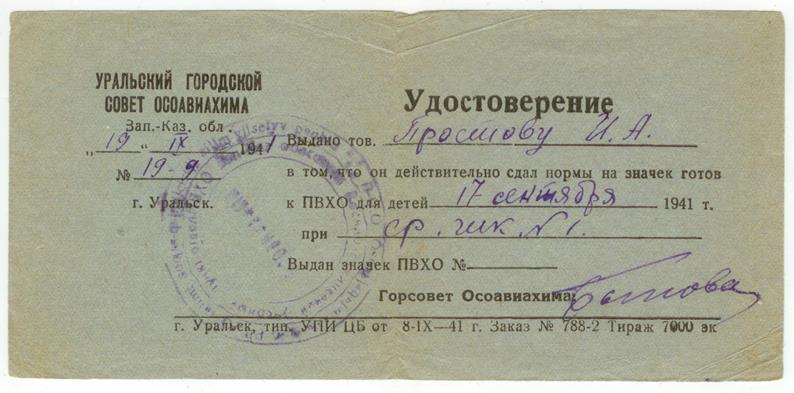 УРАЛЬСКИЙ ГОРОДСКОЙ
СОВЕТ ОСОАВИАХИМА
Зап.-Каз. обл.
„19" IX 1941
№ 19-9
г. Уральск.
Удостоверение
Выдано тов. Простову И. А.
в том, что он действительно сдал нормы на значек готов
к ПВХО для детей 17 сентября 1941 т.
при ср. шк. N 1.
Выдан значек ПВХО №
Горсовет Осоавиахима:
г. Уральск, тип. УПИ ЦБ от 8-IX—41 г. Заказ № 788-2 Тираж 7000 эк